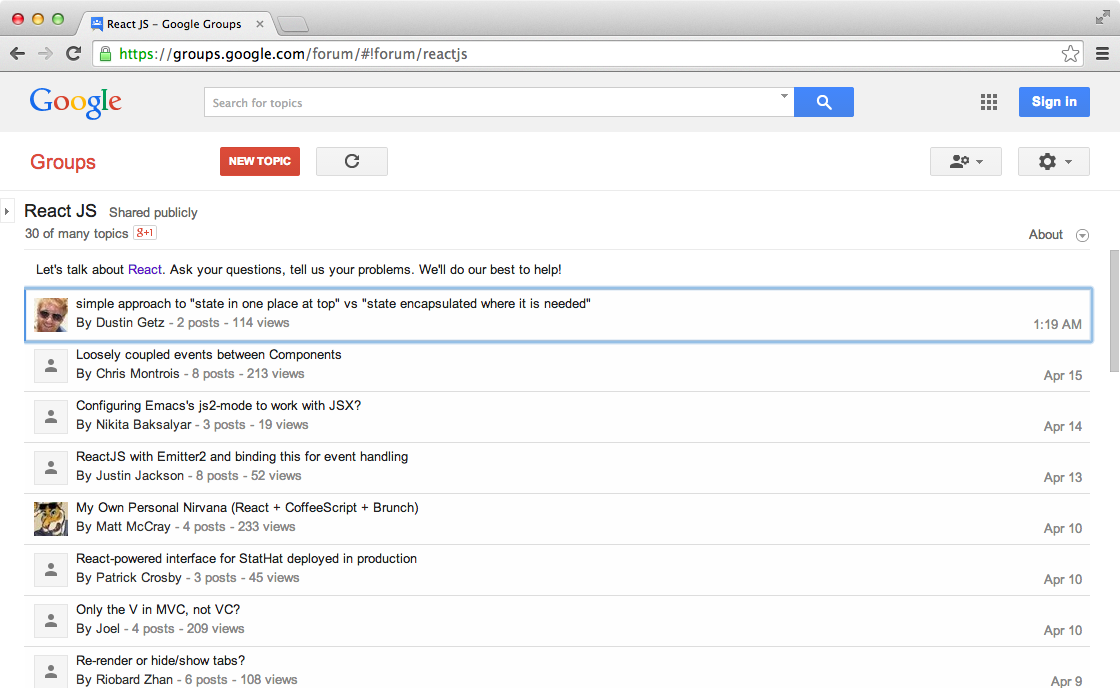 React JS – Google Groups
https://groups.google.com/forum/#!forum/reactjs
Google
Search for topics
Sign in
Groups
NEW TOPIC
React JS Shared publicly
30 of many topics g+1
About
Let's talk about React. Ask your questions, tell us your problems. We'll do our best to help!
simple approach to "state in one place at top" vs "state encapsulated where it is needed"
By Dustin Getz - 2 posts - 114 views
1:19 AM
Loosely coupled events between Components
By Chris Montrois - 8 posts - 213 views
Apr 15
Configuring Emacs's js2-mode to work with JSX?
By Nikita Baksalyar - 3 posts - 19 views
Apr 14
ReactJS with Emitter2 and binding this for event handling
By Justin Jackson - 8 posts - 52 views
Apr 13
My Own Personal Nirvana (React + CoffeeScript + Brunch)
By Matt McCray - 4 posts - 233 views
Apr 10
React-powered interface for StatHat deployed in production
By Patrick Crosby - 3 posts - 45 views
Apr 10
Only the V in MVC, not VC?
By Joel - 4 posts - 209 views
Apr 10
Re-render or hide/show tabs?
By Riobard Zhan - 6 posts - 108 views
Apr 9